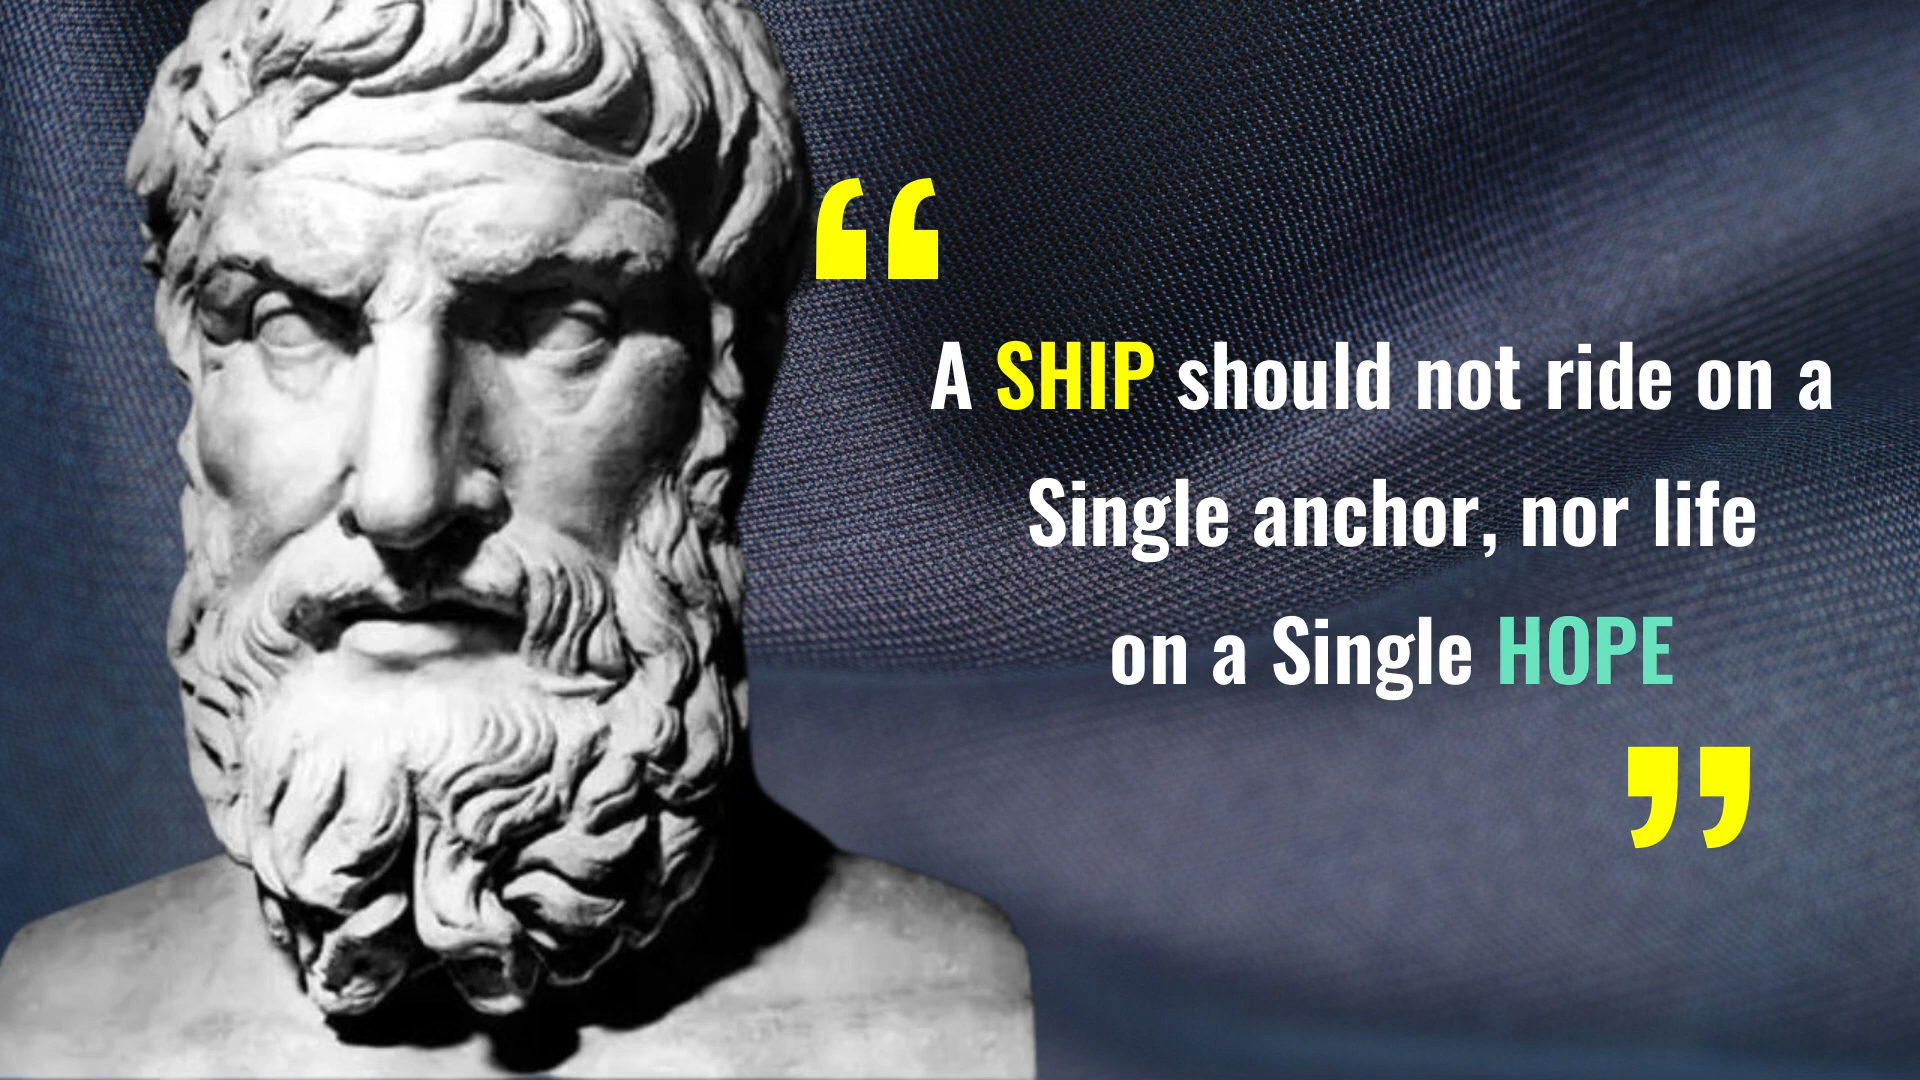 “
A SHIP should not ride on a
Single anchor, nor life
on a Single HOPE
”